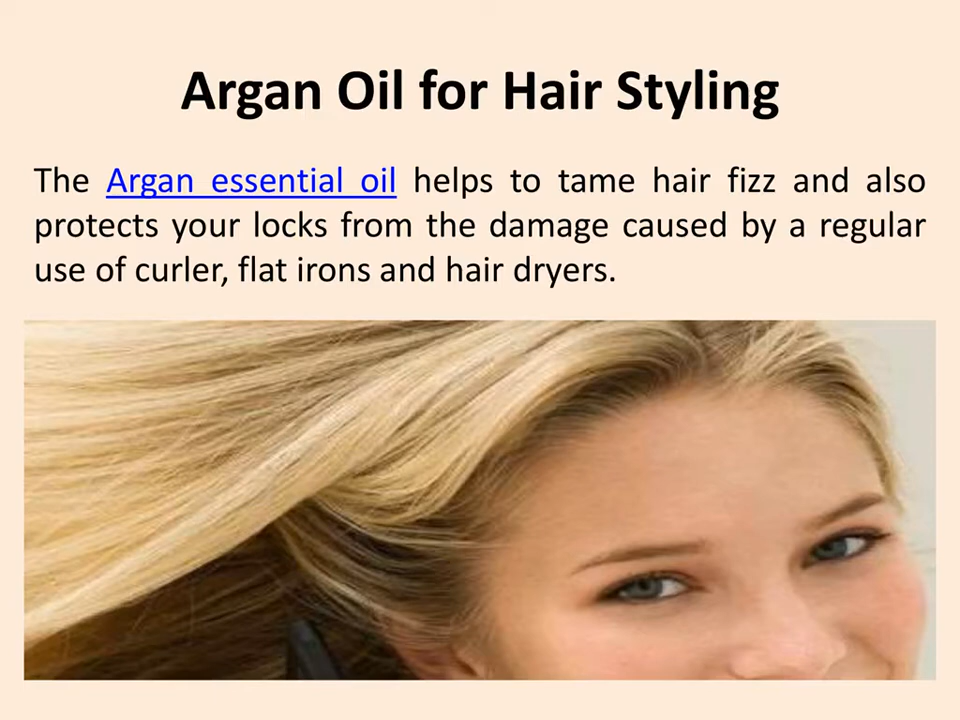 Argan Oil for Hair Styling
The Argan essential oil helps to tame hair fizz and also
protects your locks from the damage caused by a regular
use of curler, flat irons and hair dryers.